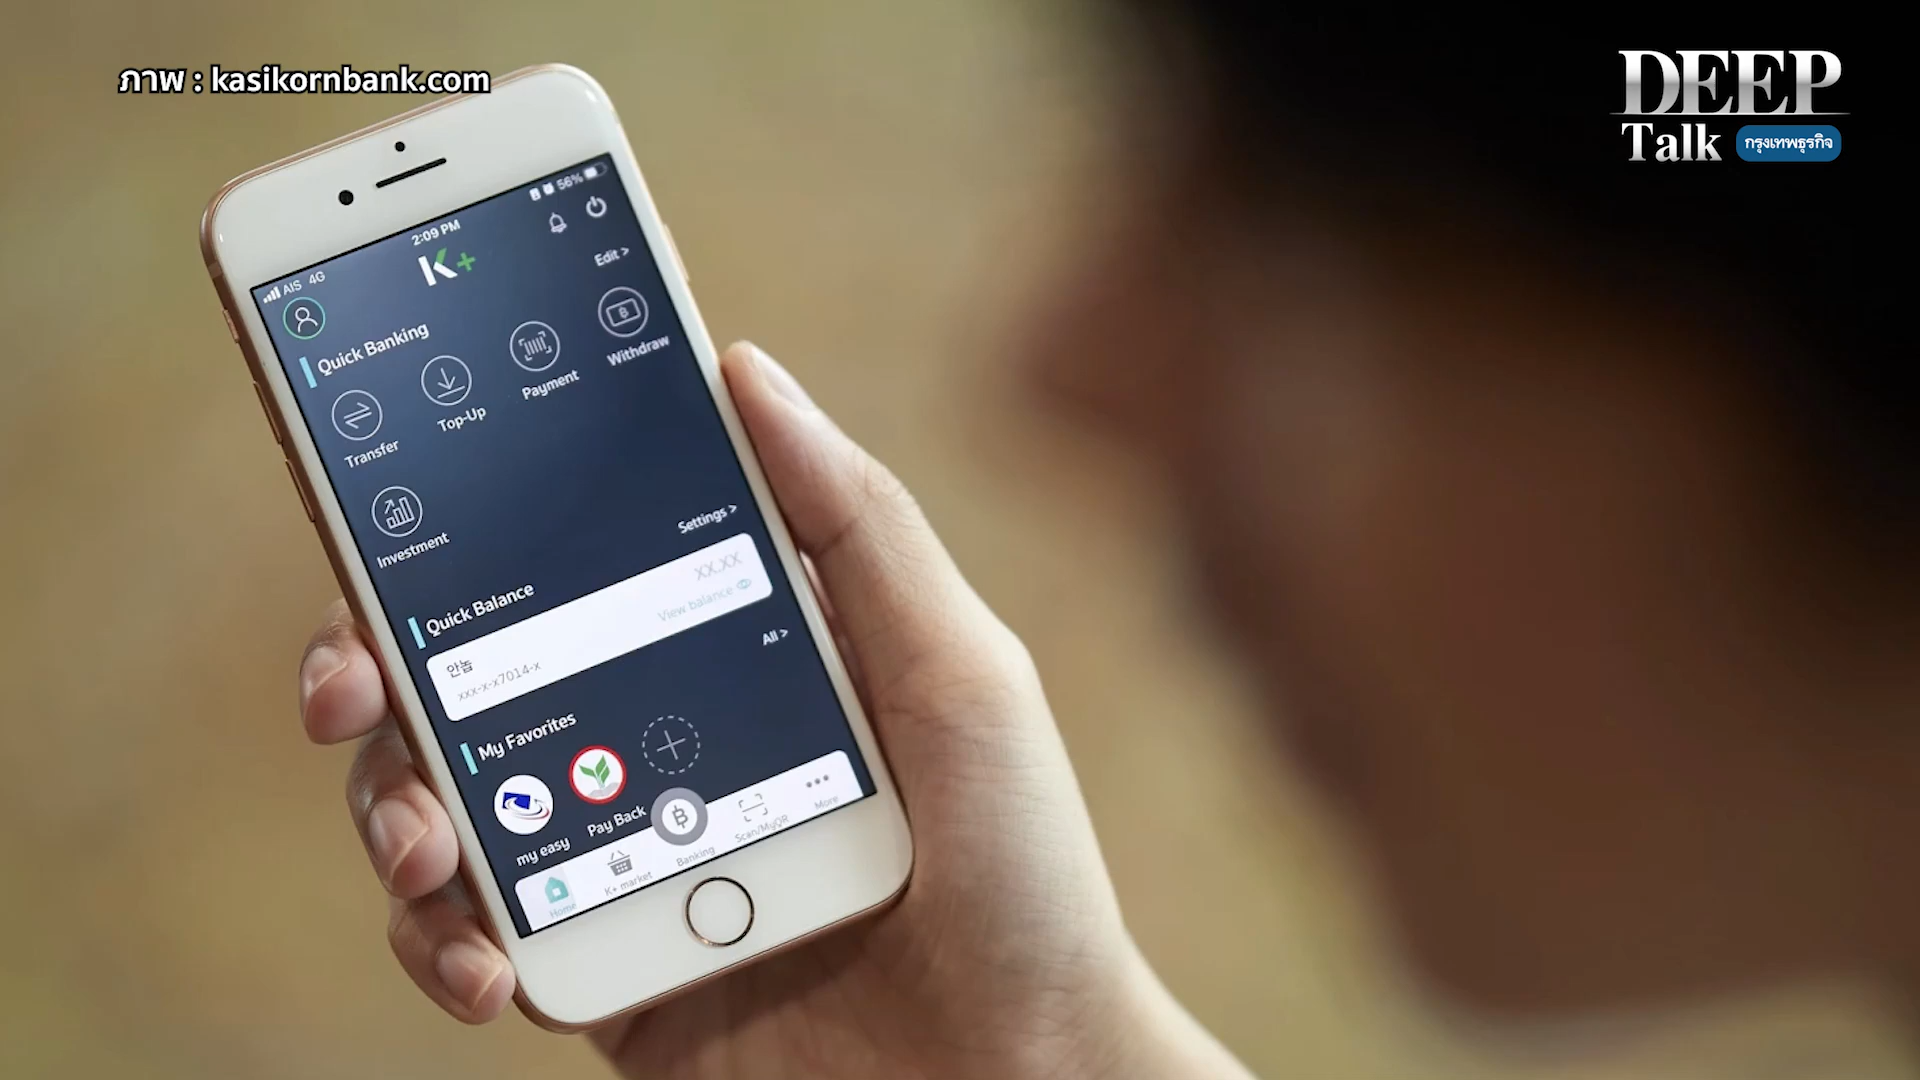 ภาพ : kasikornbank.com
DEEP
Talk กรุงเทพธุรกิจ
AIS 4G 2:09 PM 56%
K+
Edit >
Quick Banking
Transfer
Top-Up
Payment
Withdraw
Investment
Settings >
Quick Balance
XX.XX
View balance
안놉
xxx-x-x7014-x
All >
My Favorites
my easy
Pay Back
Home
K+ market
Banking
Scan/MyQR
More